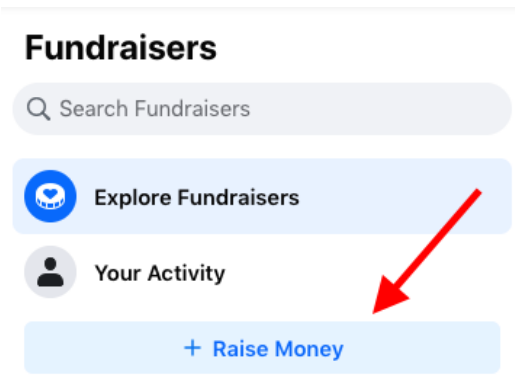 Fundraisers
Search Fundraisers
Explore Fundraisers
Your Activity
+ Raise Money